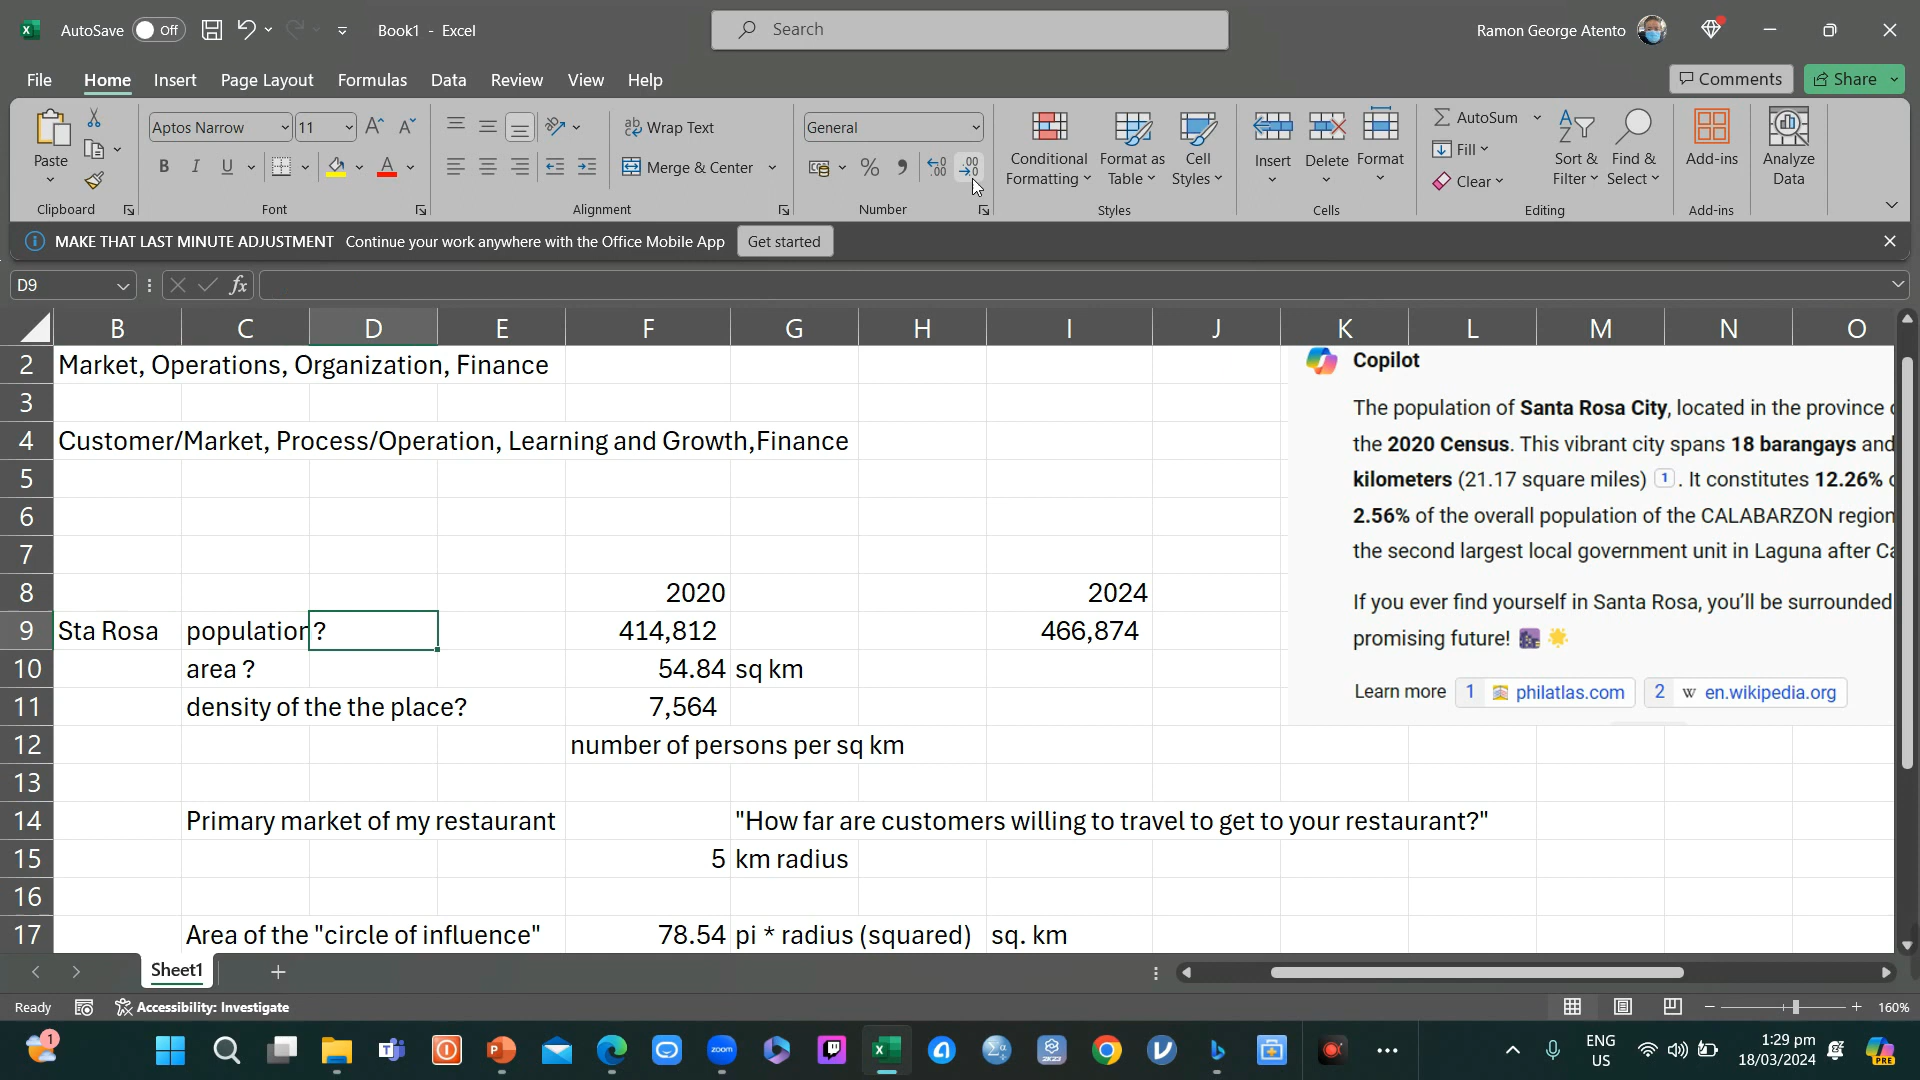 AutoSave Off Book1 - Excel Search Ramon George Atento
File Home Insert Page Layout Formulas Data Review View Help Comments Share
Paste Aptos Narrow 11 Wrap Text General Conditional Formatting Format as Table Cell Styles Insert Delete Format AutoSum Sort & Filter Find & Select Add-ins Analyze Data
B I U A Merge & Center % Fill
Clear
Clipboard Font Alignment Number Styles Cells Editing Add-ins
MAKE THAT LAST MINUTE ADJUSTMENT Continue your work anywhere with the Office Mobile App Get started
D9 fx
B C D E F G H I J K L M N O
2 Market, Operations, Organization, Finance
3
4 Customer/Market, Process/Operation, Learning and Growth,Finance
5
6
7
8 2020 2024
9 Sta Rosa population? 414,812 466,874
10 area ? 54.84 sq km
11 density of the the place? 7,564
12 number of persons per sq km
13
14 Primary market of my restaurant "How far are customers willing to travel to get to your restaurant?"
15 5 km radius
16
17 Area of the "circle of influence" 78.54 pi * radius (squared) sq. km
Copilot
The population of Santa Rosa City, located in the province
the 2020 Census. This vibrant city spans 18 barangays and
kilometers (21.17 square miles) 1 . It constitutes 12.26%
2.56% of the overall population of the CALABARZON region
the second largest local government unit in Laguna after
If you ever find yourself in Santa Rosa, you'll be surrounded
promising future!
Learn more 1 philatlas.com 2 W en.wikipedia.org
Sheet1
Ready Accessibility: Investigate 160%
ENG
US
1:29 pm
18/03/2024